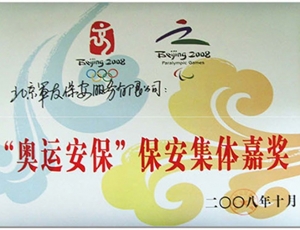 Beijing 2008 Beijing 2008
Paralympic Games
北京军友保安服务有限公司：
“奥运安保”保安集体嘉奖
二〇〇八年十月